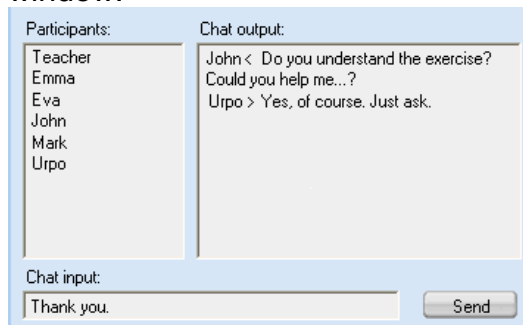 Participants:
Teacher
Emma
Eva
John
Mark
Urpo
Chat output:
John < Do you understand the exercise?
Could you help me...?
Urpo > Yes, of course. Just ask.
Chat input:
Thank you.
Send